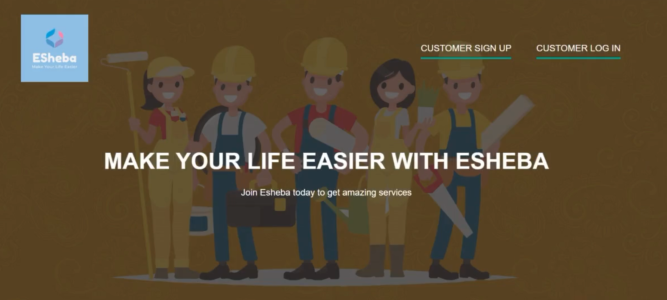 ESheba
CUSTOMER SIGN UP
CUSTOMER LOG IN
MAKE YOUR LIFE EASIER WITH ESHEBA
Join Esheba today to get amazing services